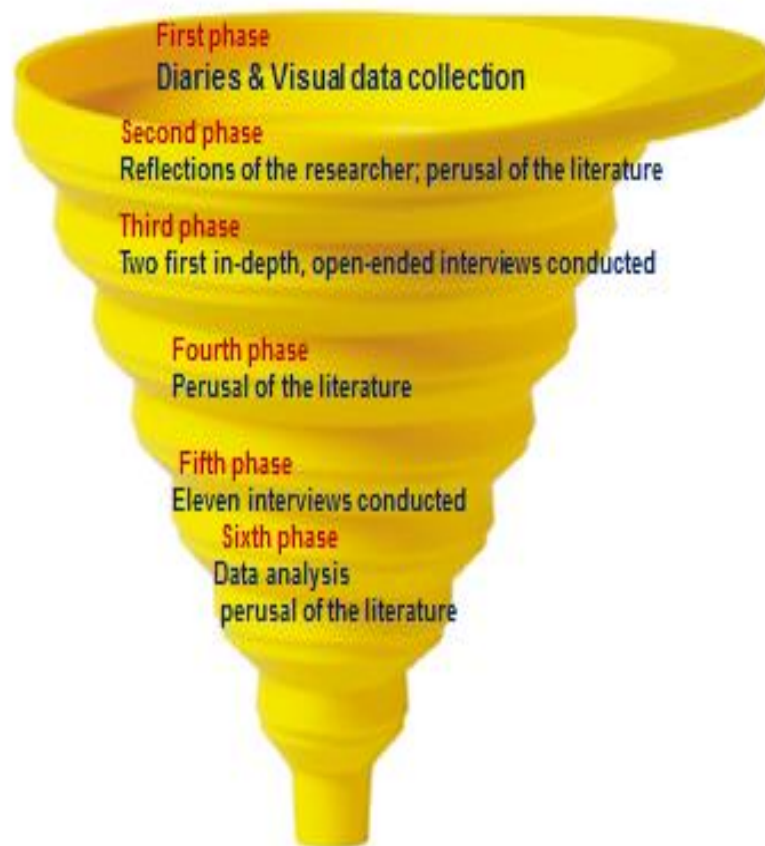 First phase
Diaries & Visual data collection
Second phase
Reflections of the researcher; perusal of the literature
Third phase
Two first in-depth, open-ended interviews conducted
Fourth phase
Perusal of the literature
Fifth phase
Eleven interviews conducted
Sixth phase
Data analysis
perusal of the literature